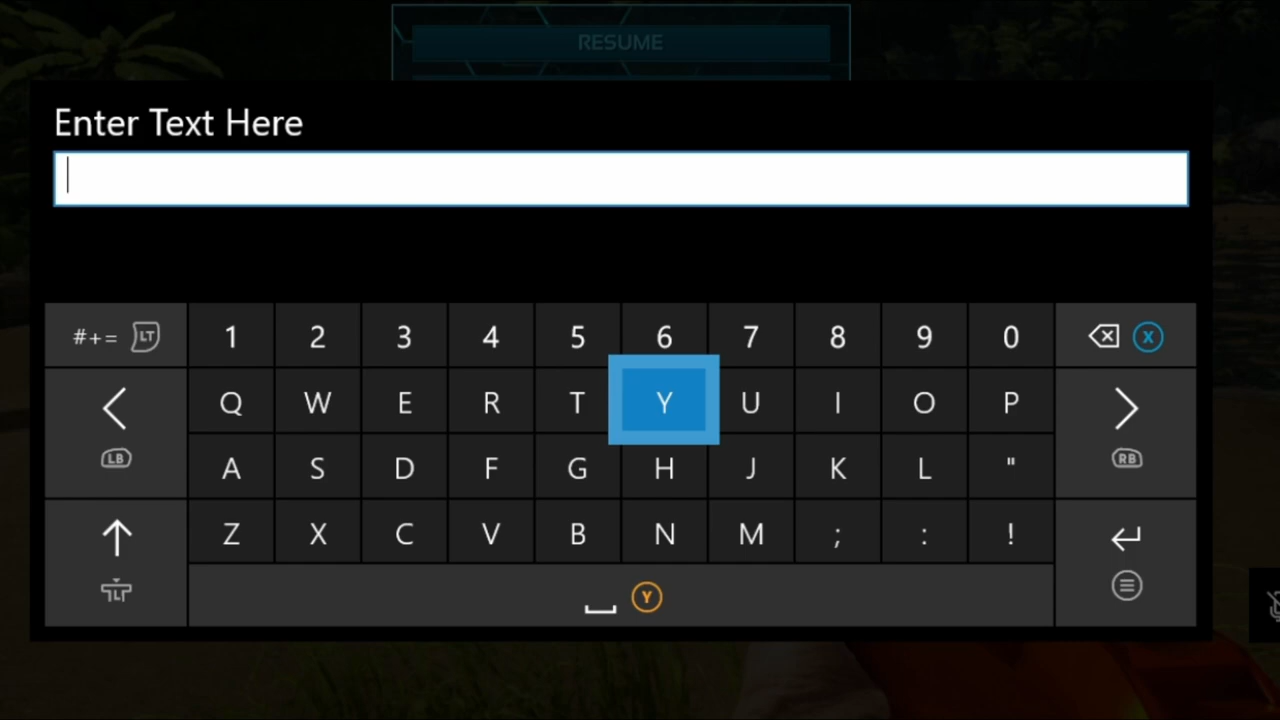 RESUME
Enter Text Here
#+= LT 1 2 3 4 5 6 7 8 9 0 X
Q W E R T Y U I O P
LB A S D F G H J K L " RB
Z X C V B N M ; : !
Y